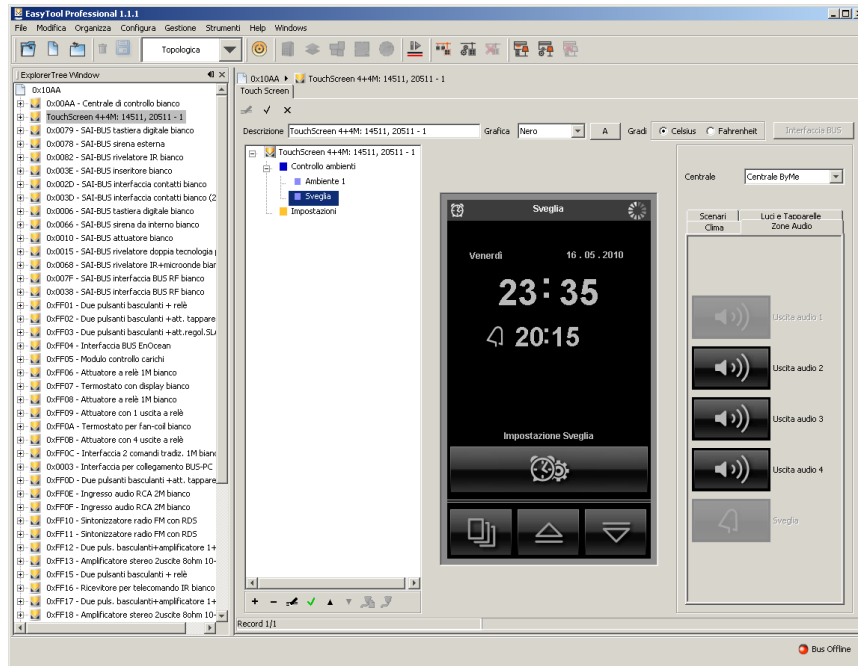 EasyTool Professional 1.1.1
File Modifica Organizza Configura Gestione Strumenti Help Windows
Topologica
ExplorerTree Window
0x10AA
0x00AA - Centrale di controllo bianco
TouchScreen 4+4M: 14511, 20511 - 1
0x0079 - SAI-BUS tastiera digitale bianco
0x0078 - SAI-BUS sirena esterna
0x0082 - SAI-BUS rivelatore IR bianco
0x003E - SAI-BUS inseritore bianco
0x002D - SAI-BUS interfaccia contatti bianco
0x003D - SAI-BUS interfaccia contatti bianco (2
0x0006 - SAI-BUS tastiera digitale bianco
0x0066 - SAI-BUS sirena da interno bianco
0x0010 - SAI-BUS attuatore bianco
0x0015 - SAI-BUS rivelatore doppia tecnologia
0x0068 - SAI-BUS rivelatore IR+microonde bian
0x007F - SAI-BUS interfaccia BUS RF bianco
0x0038 - SAI-BUS interfaccia BUS RF bianco
0xFF01 - Due pulsanti basculanti + relè
0xFF02 - Due pulsanti basculanti +att. tappare
0xFF03 - Due pulsanti basculanti +att.regol.SLA
0xFF04 - Interfaccia BUS EnOcean
0xFF05 - Modulo controllo carichi
0xFF06 - Attuatore a relè 1M bianco
0xFF07 - Termostato con display bianco
0xFF08 - Attuatore a relè 1M bianco
0xFF09 - Attuatore con 1 uscita a relè
0xFF0A - Termostato per fan-coil bianco
0xFF0B - Attuatore con 4 uscite a relè
0xFF0C - Interfaccia 2 comandi tradiz. 1M bianc
0x0003 - Interfaccia per collegamento BUS-PC
0xFF0D - Due pulsanti basculanti +att. tappare
0xFF0E - Ingresso audio RCA 2M bianco
0xFF0F - Ingresso audio RCA 2M bianco
0xFF10 - Sintonizzatore radio FM con RDS
0xFF11 - Sintonizzatore radio FM con RDS
0xFF12 - Due puls. basculanti+amplificatore 1+
0xFF13 - Amplificatore stereo 2uscite 8ohm 10-
0xFF15 - Due pulsanti basculanti + relè
0xFF16 - Ricevitore per telecomando IR bianco
0xFF17 - Due puls. basculanti+amplificatore 1+
0xFF18 - Amplificatore stereo 2uscite 8ohm 10-
0x10AA TouchScreen 4+4M: 14511, 20511 - 1
Touch Screen
Descrizione TouchScreen 4+4M: 14511, 20511 - 1 Grafica Nero A Gradi Celsius Fahrenheit Interfaccia BUS
TouchScreen 4+4M: 14511, 20511 - 1
Controllo ambienti
Ambiente 1
Sveglia
Impostazioni
Sveglia
Venerdì 16 . 05 . 2010
23:35
20:15
Impostazione Sveglia
Centrale Centrale ByMe
Scenari Luci e Tapparelle
Clima Zone Audio
Uscita audio 1
Uscita audio 2
Uscita audio 3
Uscita audio 4
Sveglia
Record 1/1
Bus Offline